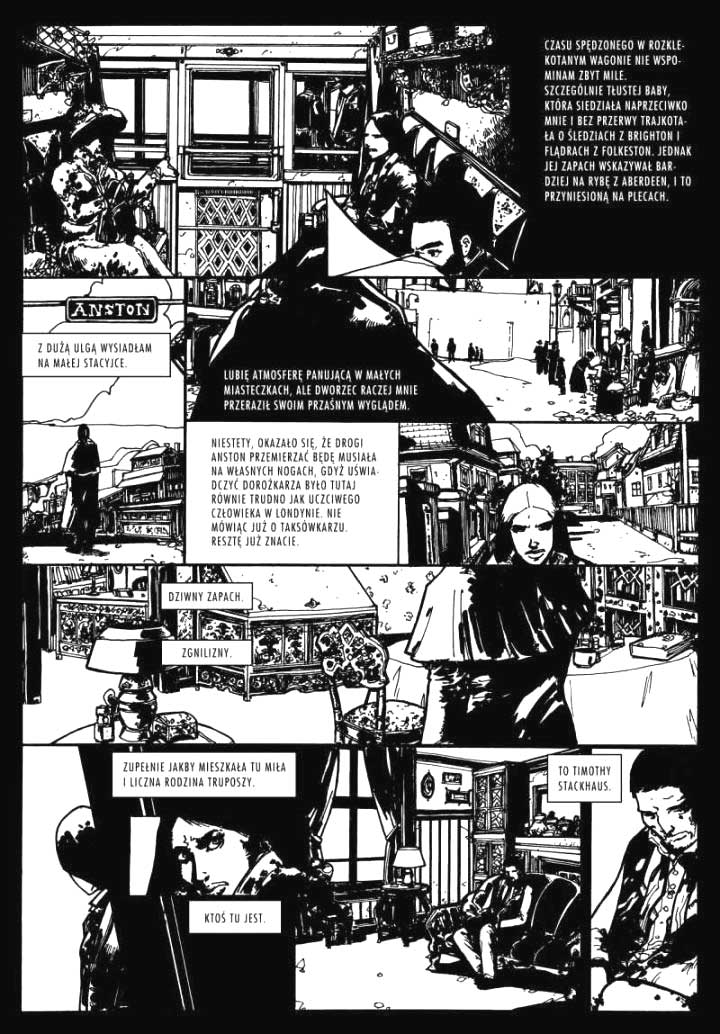 CZASU SPĘDZONEGO W ROZKLE-
KOTANYM WAGONIE NIE WSPO-
MINAM ZBYT MILE.
SZCZEGÓLNIE TŁUSTEJ BABY,
KTÓRA SIEDZIAŁA NAPRZECIWKO
MNIE I BEZ PRZERWY TRAJKOTA-
ŁA O ŚLEDZIACH Z BRIGHTON I
FLĄDRACH Z FOLKESTON. JEDNAK
JEJ ZAPACH WSKAZYWAŁ BAR-
DZIEJ NA RYBĘ Z ABERDEEN, I TO
PRZYNIESIONĄ NA PLECACH.
ANSTON
Z DUŻĄ ULGĄ WYSIADŁAM
NA MAŁEJ STACYJCE.
LUBIĘ ATMOSFERĘ PANUJĄCĄ W MAŁYCH
MIASTECZKACH, ALE DWORZEC RACZEJ MNIE
PRZERAZIŁ SWOIM PRZAŚNYM WYGLĄDEM.
NIESTETY, OKAZAŁO SIĘ, ŻE DROGI
ANSTON PRZEMIERZAĆ BĘDĘ MUSIAŁA
NA WŁASNYCH NOGACH, GDYŻ UŚWIA-
DCZYĆ DOROŻKARZA BYŁO TUTAJ
RÓWNIE TRUDNO JAK UCZCIWEGO
CZŁOWIEKA W LONDYNIE. NIE
MÓWIĄC JUŻ O TAKSÓWKARZU.
RESZTĘ JUŻ ZNACIE.
DZIWNY ZAPACH.
ZGNILIZNY.
ZUPEŁNIE JAKBY MIESZKAŁA TU MIŁA
I LICZNA RODZINA TRUPOSZY.
KTOŚ TU JEST.
TO TIMOTHY
STACKHAUS.